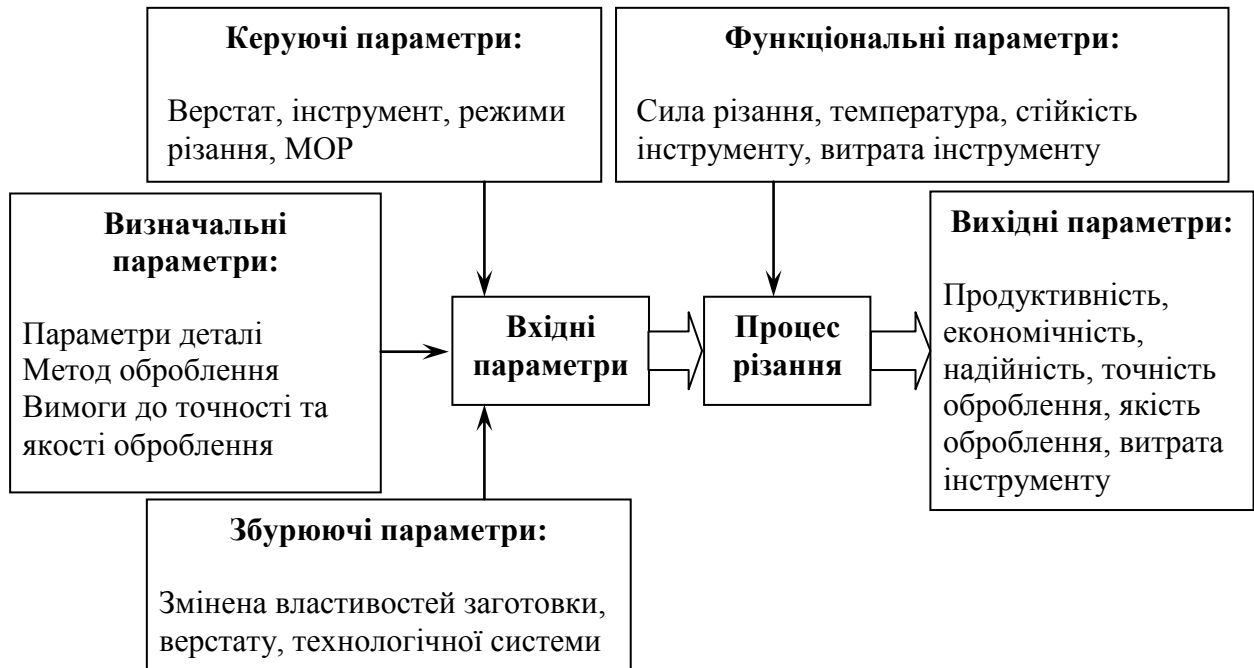 Керуючі параметри:
Верстат, інструмент, режими
різання, МОР
Функціональні параметри:
Сила різання, температура, стійкість
інструменту, витрата інструменту
Визначальні
параметри:
Параметри деталі
Метод оброблення
Вимоги до точності та
якості оброблення
Вхідні
параметри
Процес
різання
Вихідні параметри:
Продуктивність,
економічність,
надійність, точність
оброблення, якість
оброблення, витрата
інструменту
Збурюючі параметри:
Змінена властивостей заготовки,
верстату, технологічної системи